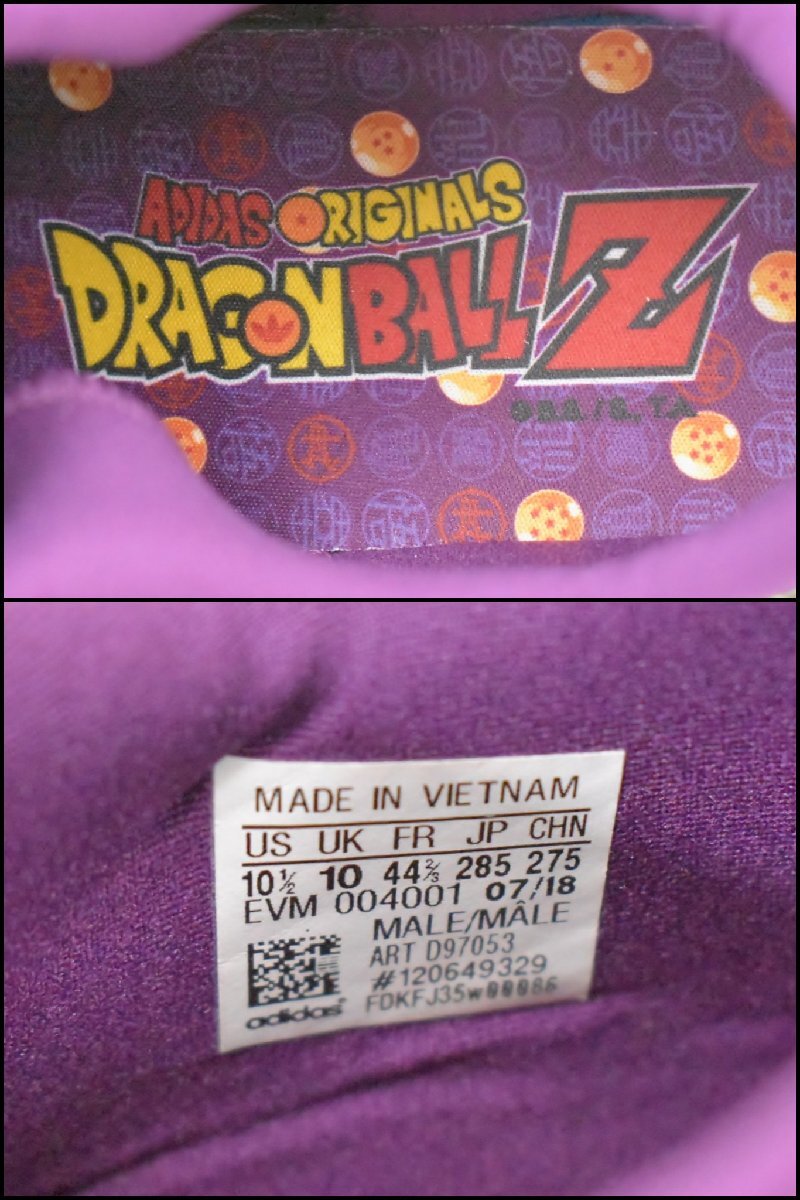 ADIDAS ORIGINALS
DRAGON BALL Z
MADE IN VIETNAM
US UK FR JP CHN
10½ 10 44⅔ 285 275
EVM 004001 07/18
MALE/MÂLE
ART D97053
#120649329
FDKFJ35W00086
adidas